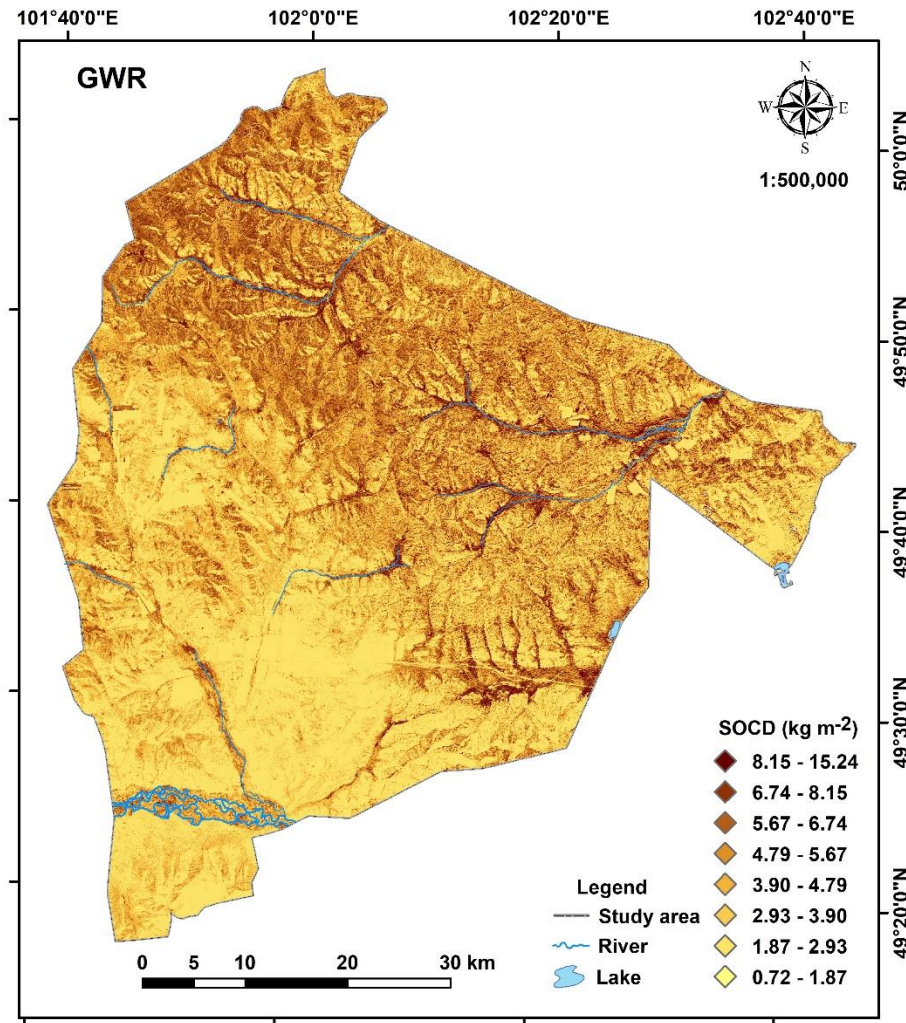 101°40'0"E 102°0'0"E 102°20'0"E 102°40'0"E
GWR
N
W E
S
1:500,000
50°0'0"N
49°50'0"N
49°40'0"N
49°30'0"N
49°20'0"N
SOCD (kg m-2)
8.15 - 15.24
6.74 - 8.15
5.67 - 6.74
4.79 - 5.67
3.90 - 4.79
2.93 - 3.90
1.87 - 2.93
0.72 - 1.87
Legend
Study area
River
Lake
0 5 10 20 30 km